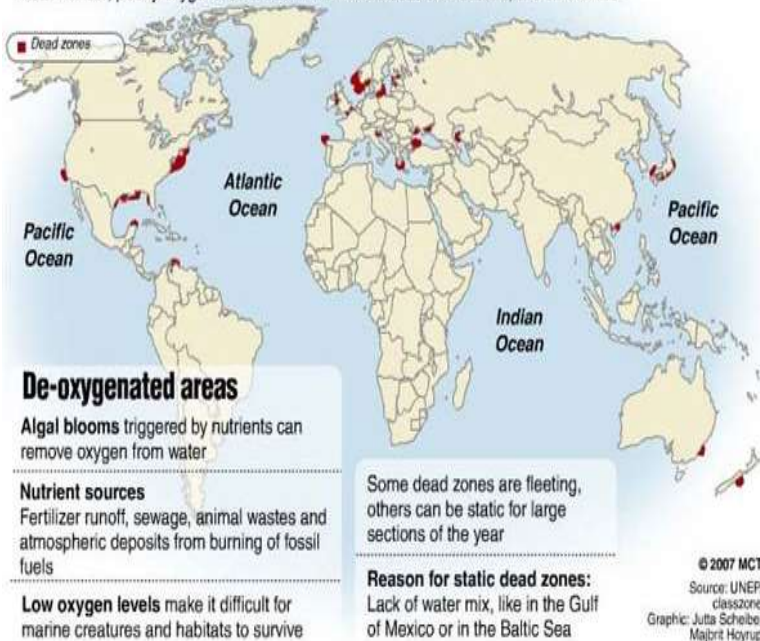 Dead zones
Atlantic
Ocean
Pacific
Ocean
Pacific
Ocean
Indian
Ocean
De-oxygenated areas
Algal blooms triggered by nutrients can
remove oxygen from water
Nutrient sources
Fertilizer runoff, sewage, animal wastes and
atmospheric deposits from burning of fossil
fuels
Low oxygen levels make it difficult for
marine creatures and habitats to survive
Some dead zones are fleeting,
others can be static for large
sections of the year
Reason for static dead zones:
Lack of water mix, like in the Gulf
of Mexico or in the Baltic Sea
© 2007 MCT
Source: UNEP,
classzone
Graphic: Jutta Scheibe
Majbrit Hoyrup